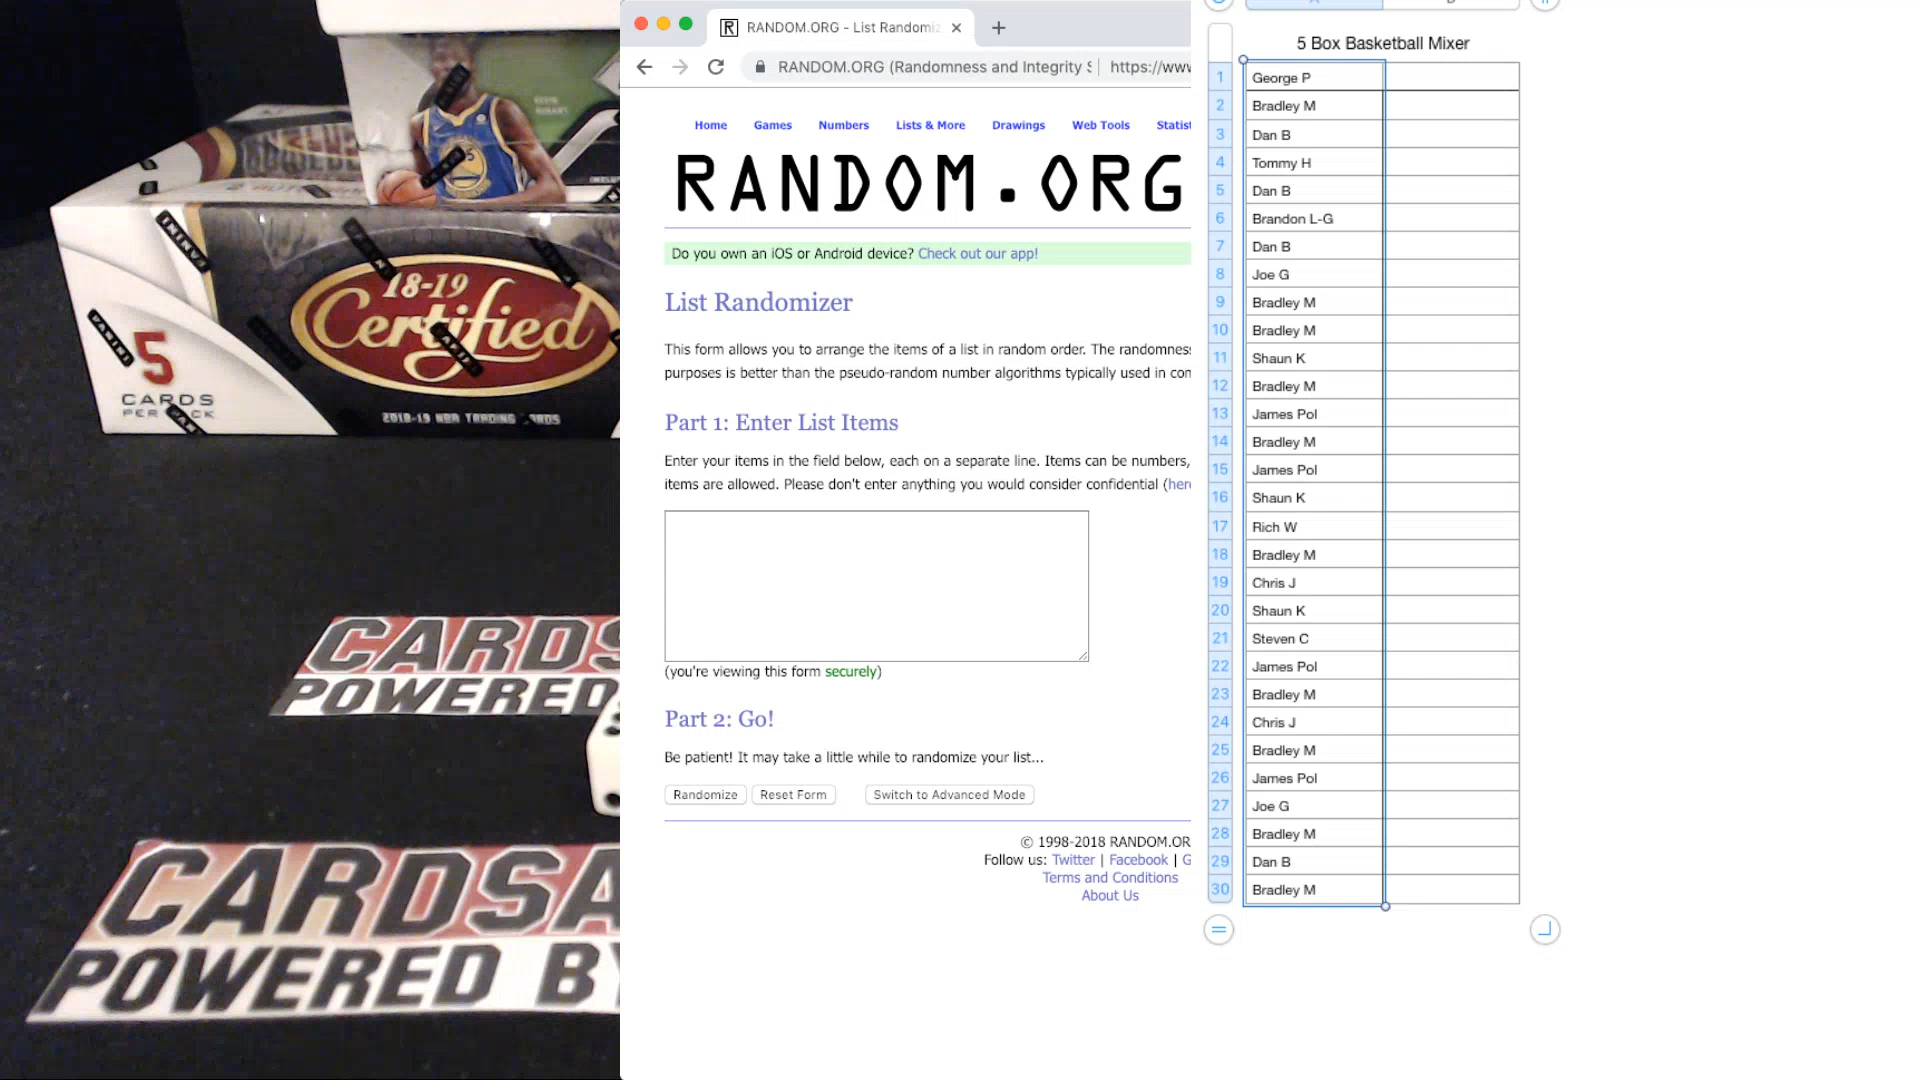 18-19
Certified
5
CARDS
PER PACK
PANINI
PANINI
2018-19 NBA TRADING CARDS
CARDS
POWERED
CARDSA
POWERED BY
RANDOM.ORG - List Randomiz
RANDOM.ORG (Randomness and Integrity S
https://www
Home Games Numbers Lists & More Drawings Web Tools Statist
RANDOM.ORG
Do you own an iOS or Android device? Check out our app!
List Randomizer
This form allows you to arrange the items of a list in random order. The randomness
purposes is better than the pseudo-random number algorithms typically used in com
Part 1: Enter List Items
Enter your items in the field below, each on a separate line. Items can be numbers,
items are allowed. Please don't enter anything you would consider confidential (here
(you're viewing this form securely)
Part 2: Go!
Be patient! It may take a little while to randomize your list...
Randomize Reset Form Switch to Advanced Mode
© 1998-2018 RANDOM.OR
Follow us: Twitter | Facebook | G
Terms and Conditions
About Us
5 Box Basketball Mixer
1 George P
2 Bradley M
3 Dan B
4 Tommy H
5 Dan B
6 Brandon L-G
7 Dan B
8 Joe G
9 Bradley M
10 Bradley M
11 Shaun K
12 Bradley M
13 James Pol
14 Bradley M
15 James Pol
16 Shaun K
17 Rich W
18 Bradley M
19 Chris J
20 Shaun K
21 Steven C
22 James Pol
23 Bradley M
24 Chris J
25 Bradley M
26 James Pol
27 Joe G
28 Bradley M
29 Dan B
30 Bradley M